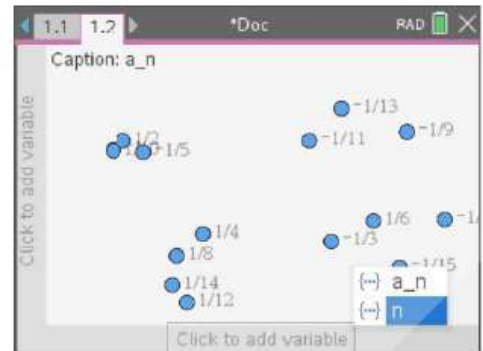 1.1 1.2 *Doc RAD
Caption: a_n
-1/13
-1/9
-1/11
1/2
-1/5
1/6
1/4
-1/3
1/8
-1/15
1/14
1/12
a_n
n
Click to add variable
Click to add variable